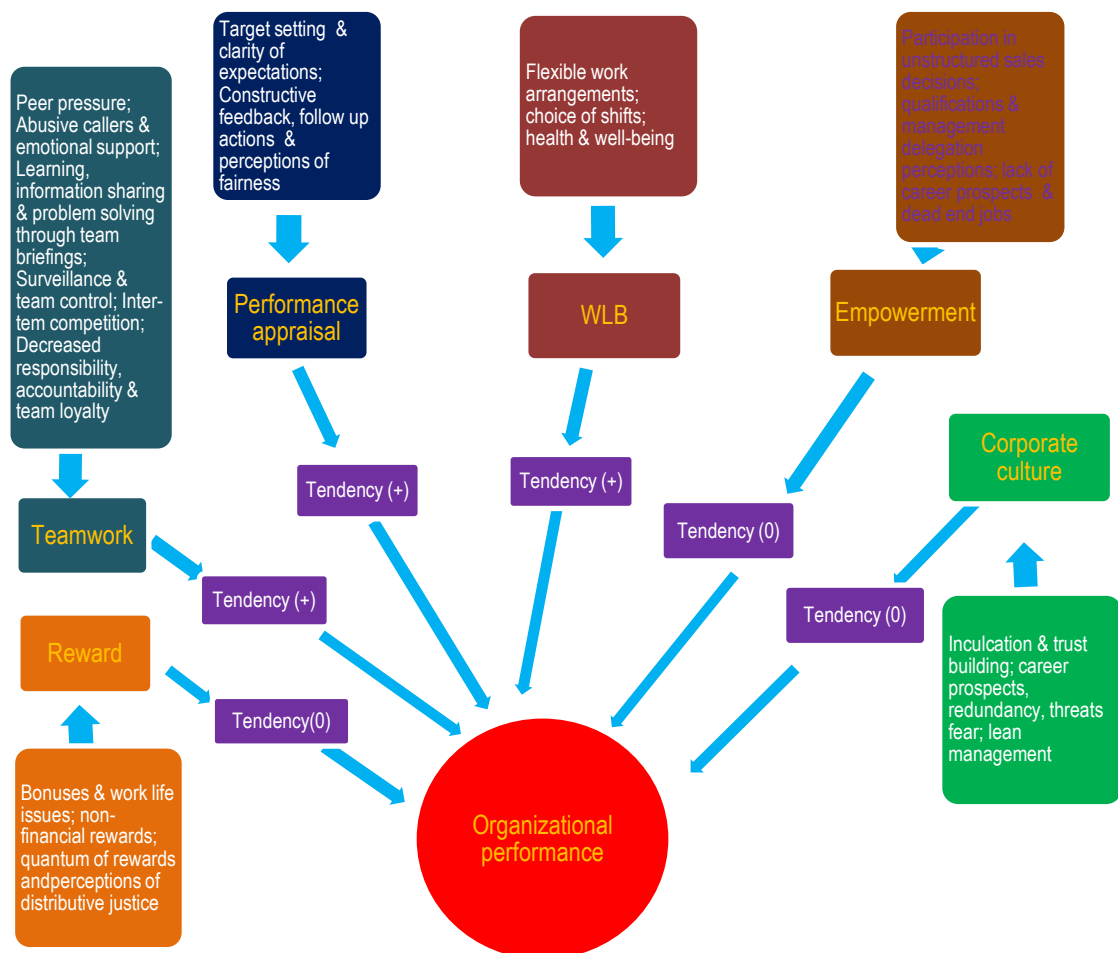 Peer pressure;
Abusive callers &
emotional support;
Learning,
information sharing
& problem solving
through team
briefings;
Surveillance &
team control; Inter-
tem competition;
Decreased
responsibility,
accountability &
team loyalty
Target setting & 
clarity of
expectations;
Constructive
feedback, follow up
actions &
perceptions of
fairness
Flexible work
arrangements;
choice of shifts;
health & well-being
Participation in
unstructured sales
decisions;
qualifications &
management
delegation
perceptions; lack of
career prospects &
dead end jobs
Performance
appraisal
WLB
Empowerment
Corporate
culture
Teamwork
Reward
Tendency (+)
Tendency (+)
Tendency (0)
Tendency (+)
Tendency (0)
Tendency(0)
Inculcation & trust
building; career
prospects,
redundancy, threats
fear; lean
management
Bonuses & work life
issues; non-
financial rewards;
quantum of rewards
andperceptions of
distributive justice
Organizational
performance